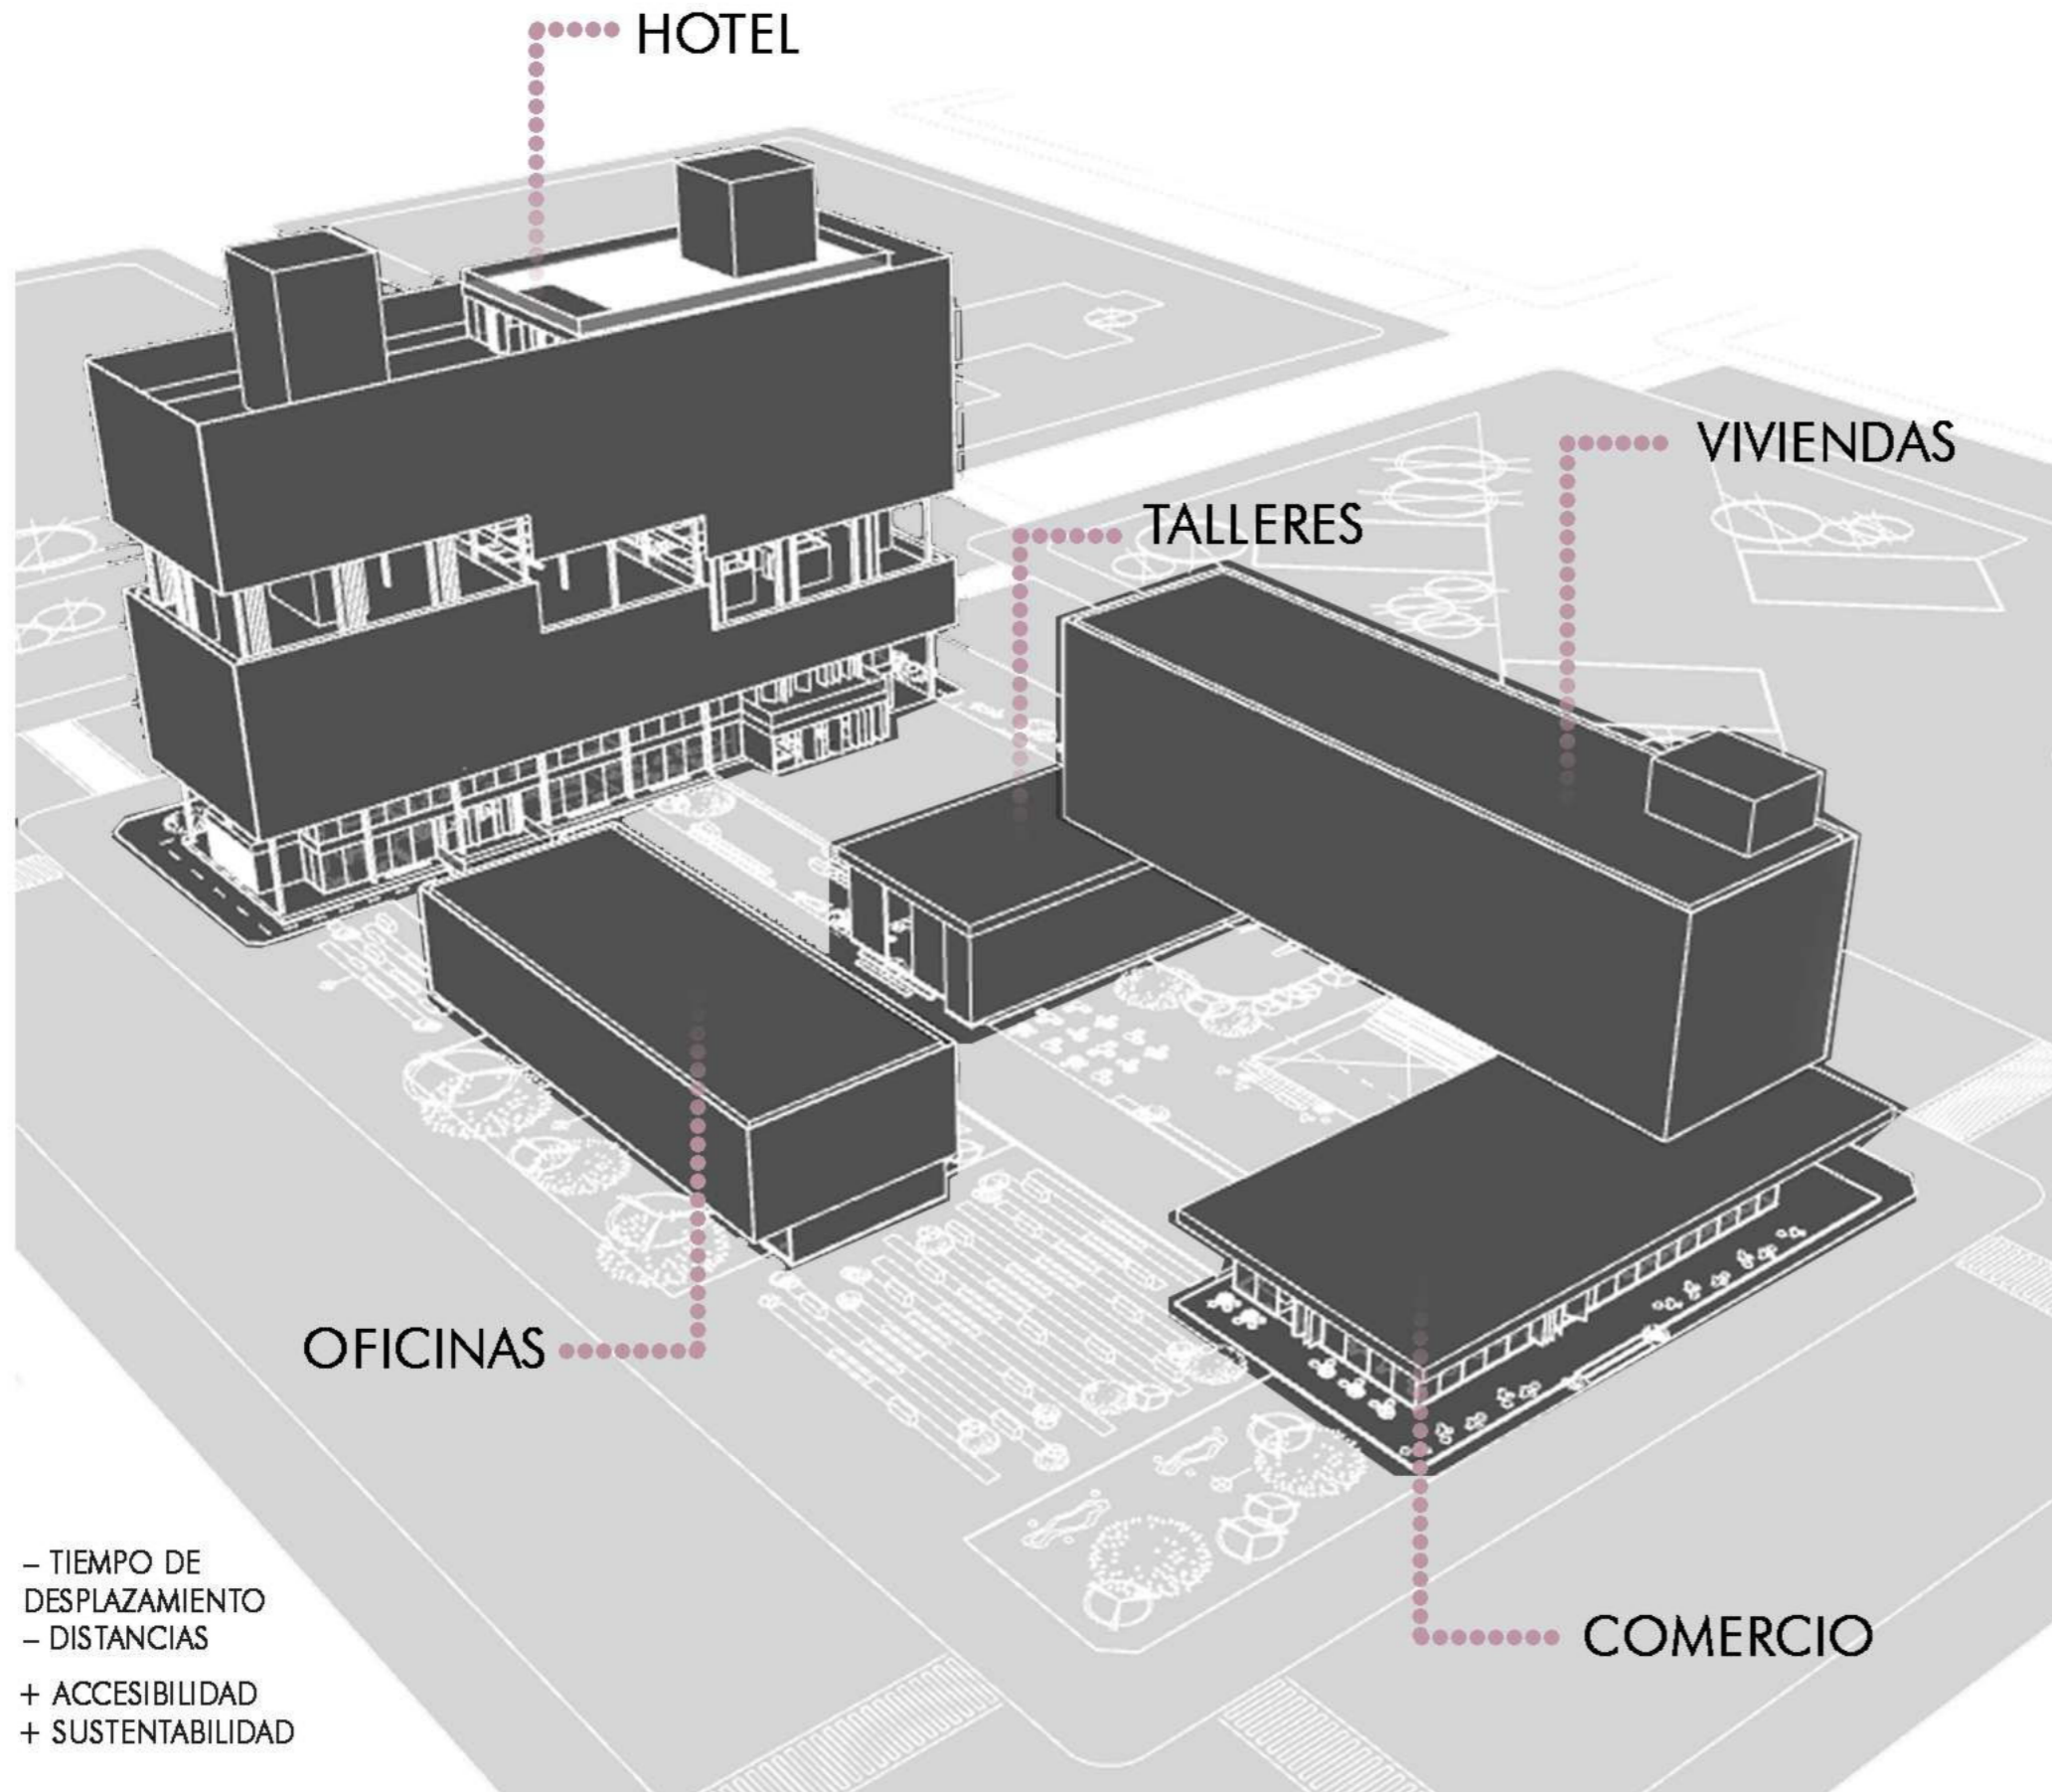 HOTEL
VIVIENDAS
TALLERES
OFICINAS
– TIEMPO DE
DESPLAZAMIENTO
– DISTANCIAS
+ ACCESIBILIDAD
+ SUSTENTABILIDAD
COMERCIO